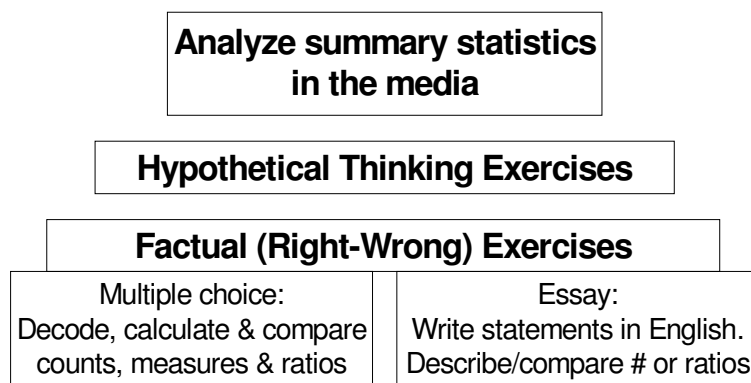 Analyze summary statistics
in the media
Hypothetical Thinking Exercises
Factual (Right-Wrong) Exercises
Multiple choice:
Decode, calculate & compare
counts, measures & ratios
Essay:
Write statements in English.
Describe/compare # or ratios